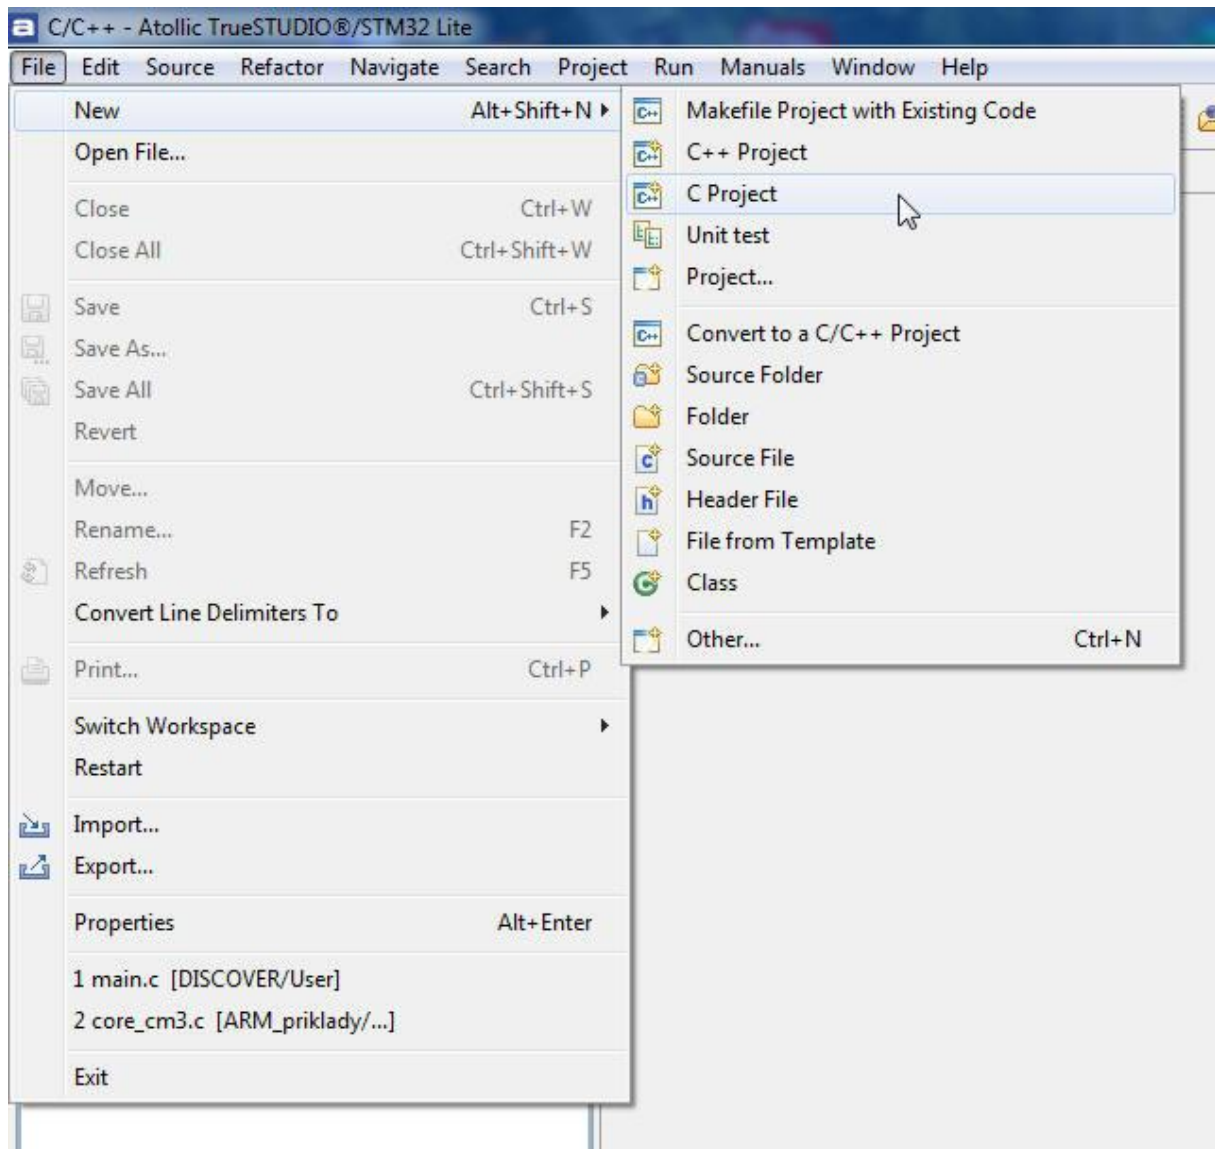 C/C++ - Atollic TrueSTUDIO®/STM32 Lite
File Edit Source Refactor Navigate Search Project Run Manuals Window Help
New Alt+Shift+N
Open File...
Close Ctrl+W
Close All Ctrl+Shift+W
Save Ctrl+S
Save As...
Save All Ctrl+Shift+S
Revert
Move...
Rename... F2
Refresh F5
Convert Line Delimiters To
Print... Ctrl+P
Switch Workspace
Restart
Import...
Export...
Properties Alt+Enter
1 main.c [DISCOVER/User]
2 core_cm3.c [ARM_priklady/...]
Exit
Makefile Project with Existing Code
C++ Project
C Project
Unit test
Project...
Convert to a C/C++ Project
Source Folder
Folder
Source File
Header File
File from Template
Class
Other... Ctrl+N